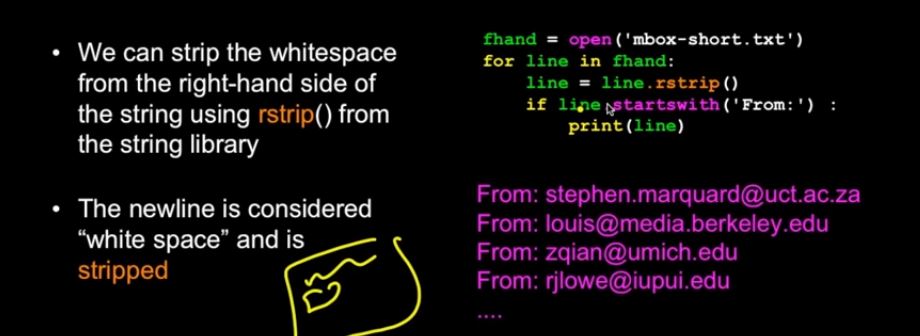 • We can strip the whitespace
from the right-hand side of
the string using rstrip() from
the string library
• The newline is considered
“white space” and is
stripped
fhand = open('mbox-short.txt')
for line in fhand:
    line = line.rstrip()
    if line.startswith('From:') :
        print(line)
From: stephen.marquard@uct.ac.za
From: louis@media.berkeley.edu
From: zqian@umich.edu
From: rjlowe@iupui.edu
....